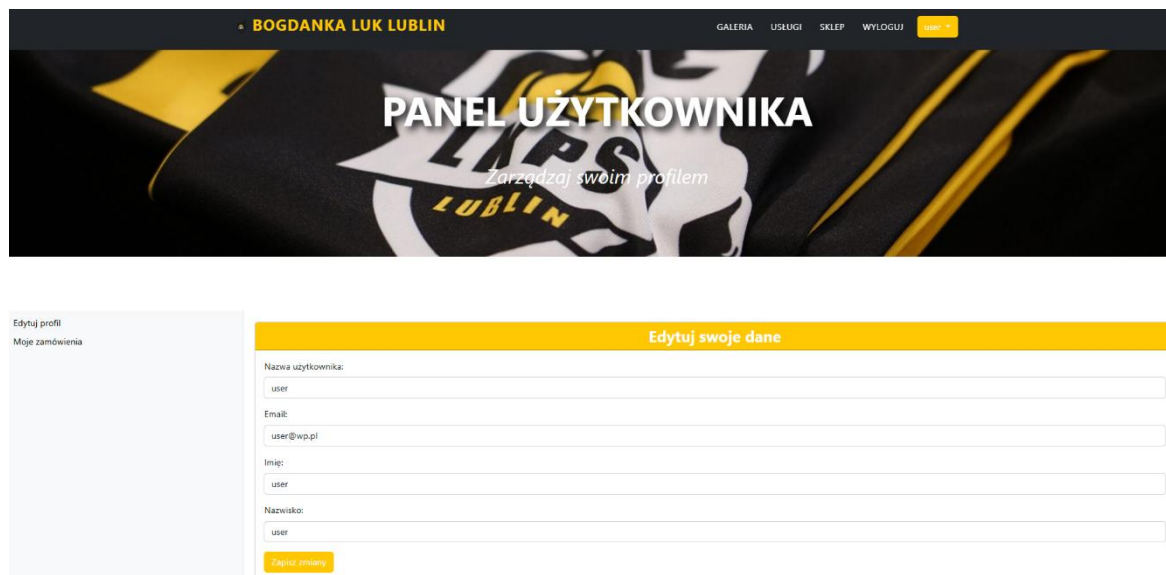 BOGDANKA LUK LUBLIN
GALERIA USŁUGI SKLEP WYLOGUJ user
PANEL UŻYTKOWNIKA
LKPS
Zarządzaj swoim profilem
LUBLIN
Edytuj profil
Moje zamówienia
Edytuj swoje dane
Nazwa użytkownika:
user
Email:
user@wp.pl
Imię:
user
Nazwisko:
user
Zapisz zmiany